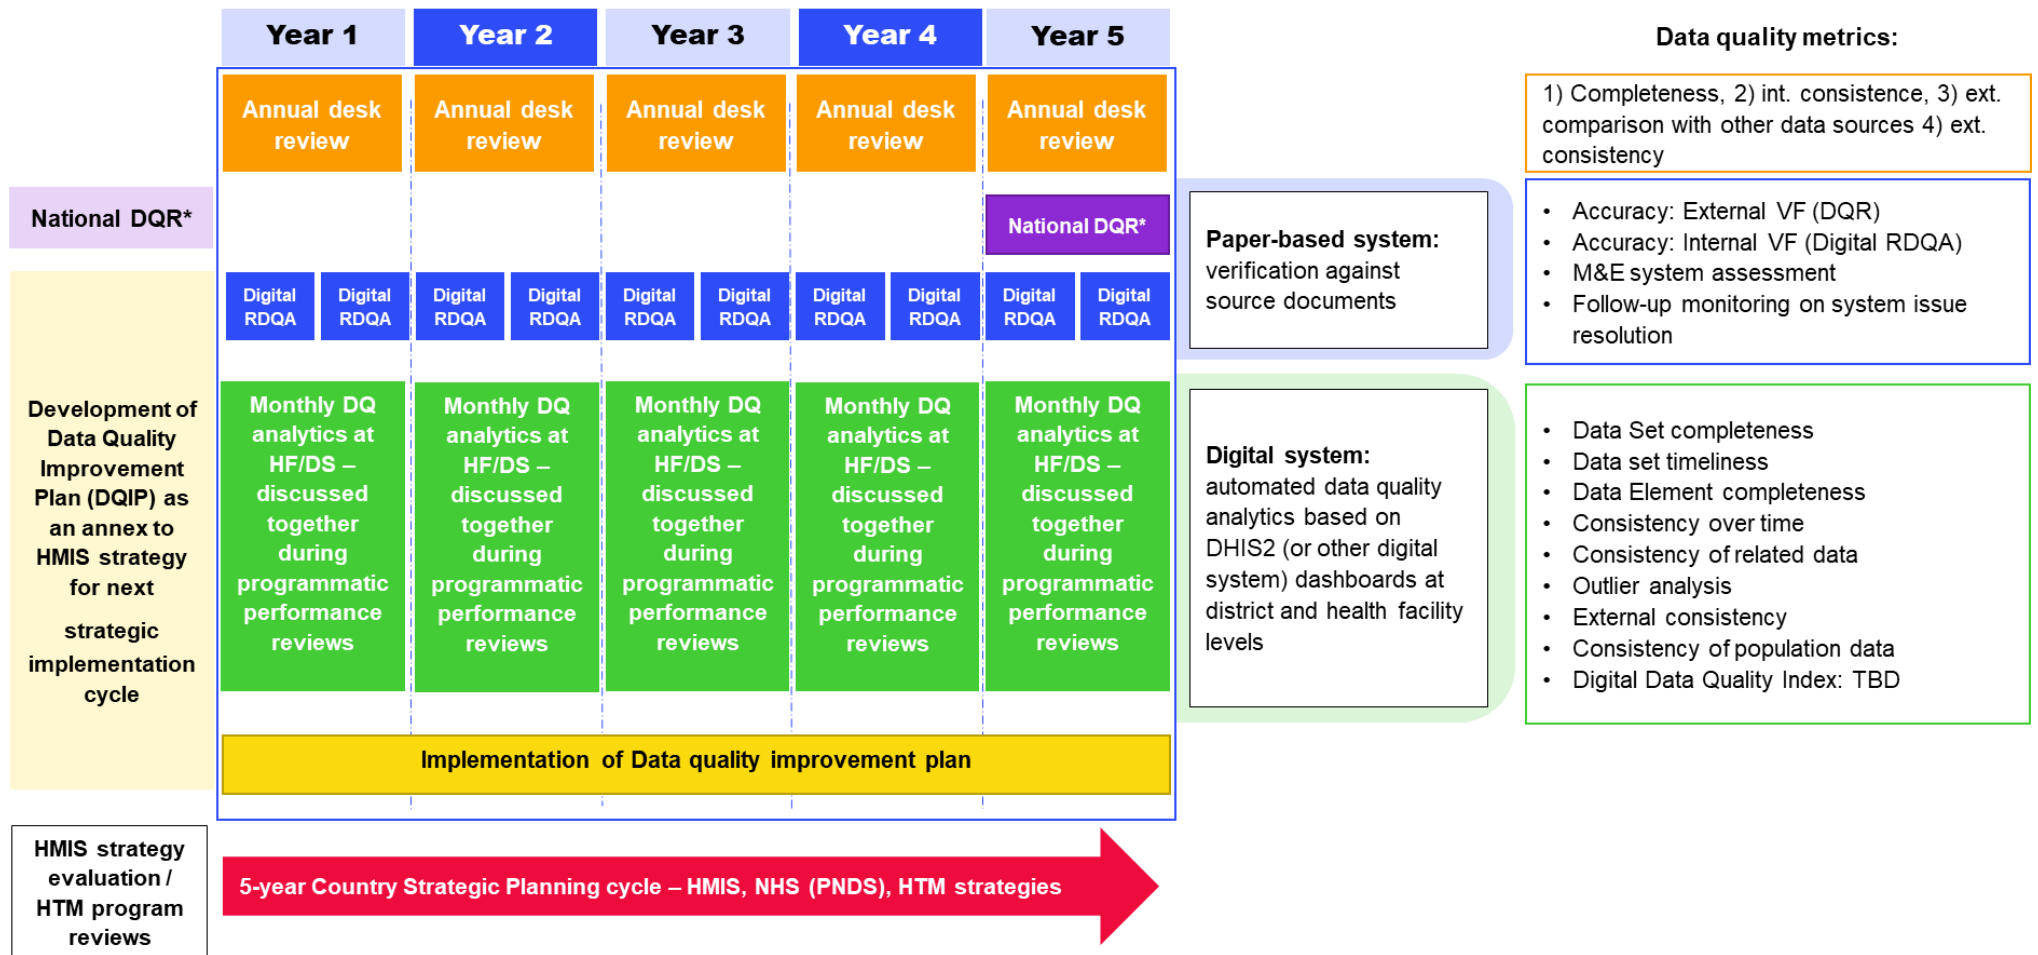 Year 1
Year 2
Year 3
Year 4
Year 5
Data quality metrics:
Annual desk
review
Annual desk
review
Annual desk
review
Annual desk
review
Annual desk
review
1) Completeness, 2) int. consistence, 3) ext.
comparison with other data sources 4) ext.
consistency
National DQR*
National DQR*
Paper-based system:
verification against
source documents
• Accuracy: External VF (DQR)
• Accuracy: Internal VF (Digital RDQA)
• M&E system assessment
• Follow-up monitoring on system issue
resolution
Digital
RDQA
Digital
RDQA
Digital
RDQA
Digital
RDQA
Digital
RDQA
Digital
RDQA
Digital
RDQA
Digital
RDQA
Digital
RDQA
Digital
RDQA
Development of
Data Quality
Improvement
Plan (DQIP) as
an annex to
HMIS strategy
for next
strategic
implementation
cycle
Monthly DQ
analytics at
HF/DS –
discussed
together
during
programmatic
performance
reviews
Monthly DQ
analytics at
HF/DS –
discussed
together
during
programmatic
performance
reviews
Monthly DQ
analytics at
HF/DS –
discussed
together
during
programmatic
performance
reviews
Monthly DQ
analytics at
HF/DS –
discussed
together
during
programmatic
performance
reviews
Monthly DQ
analytics at
HF/DS –
discussed
together
during
programmatic
performance
reviews
Digital system:
automated data quality
analytics based on
DHIS2 (or other digital
system) dashboards at
district and health facility
levels
• Data Set completeness
• Data set timeliness
• Data Element completeness
• Consistency over time
• Consistency of related data
• Outlier analysis
• External consistency
• Consistency of population data
• Digital Data Quality Index: TBD
Implementation of Data quality improvement plan
HMIS strategy
evaluation /
HTM program
reviews
5-year Country Strategic Planning cycle – HMIS, NHS (PNDS), HTM strategies